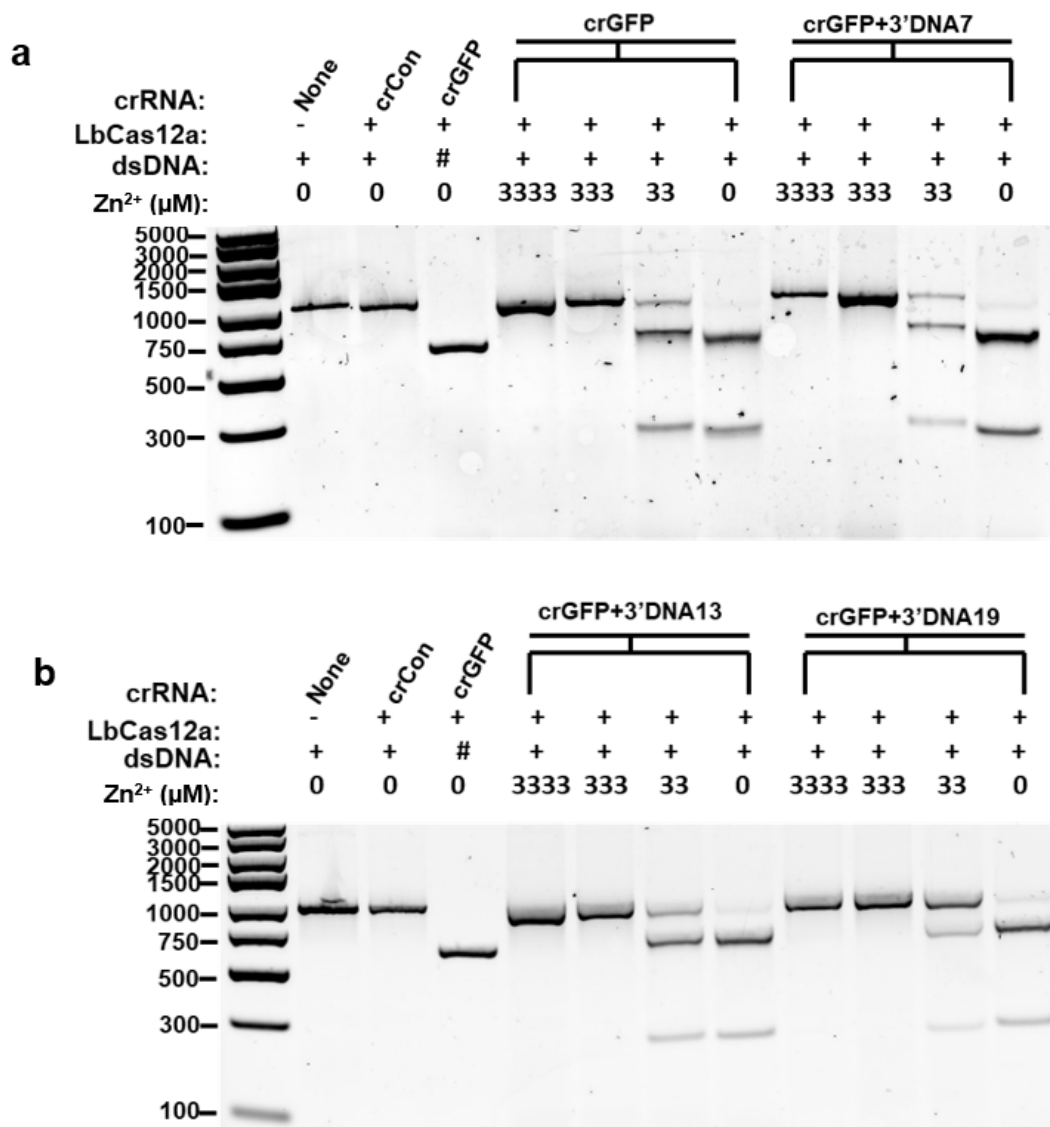 a
crGFP
crGFP+3'DNA7
crRNA: None crCon crGFP
LbCas12a: - + + + + + + + + + +
dsDNA: + + # + + + + + + + +
Zn²⁺ (µM): 0 0 0 3333 333 33 0 3333 333 33 0
5000
3000
2000
1500
1000
750
500
300
100
b
crGFP+3'DNA13
crGFP+3'DNA19
crRNA: None crCon crGFP
LbCas12a: - + + + + + + + + + +
dsDNA: + + # + + + + + + + +
Zn²⁺ (µM): 0 0 0 3333 333 33 0 3333 333 33 0
5000
3000
2000
1500
1000
750
500
300
100